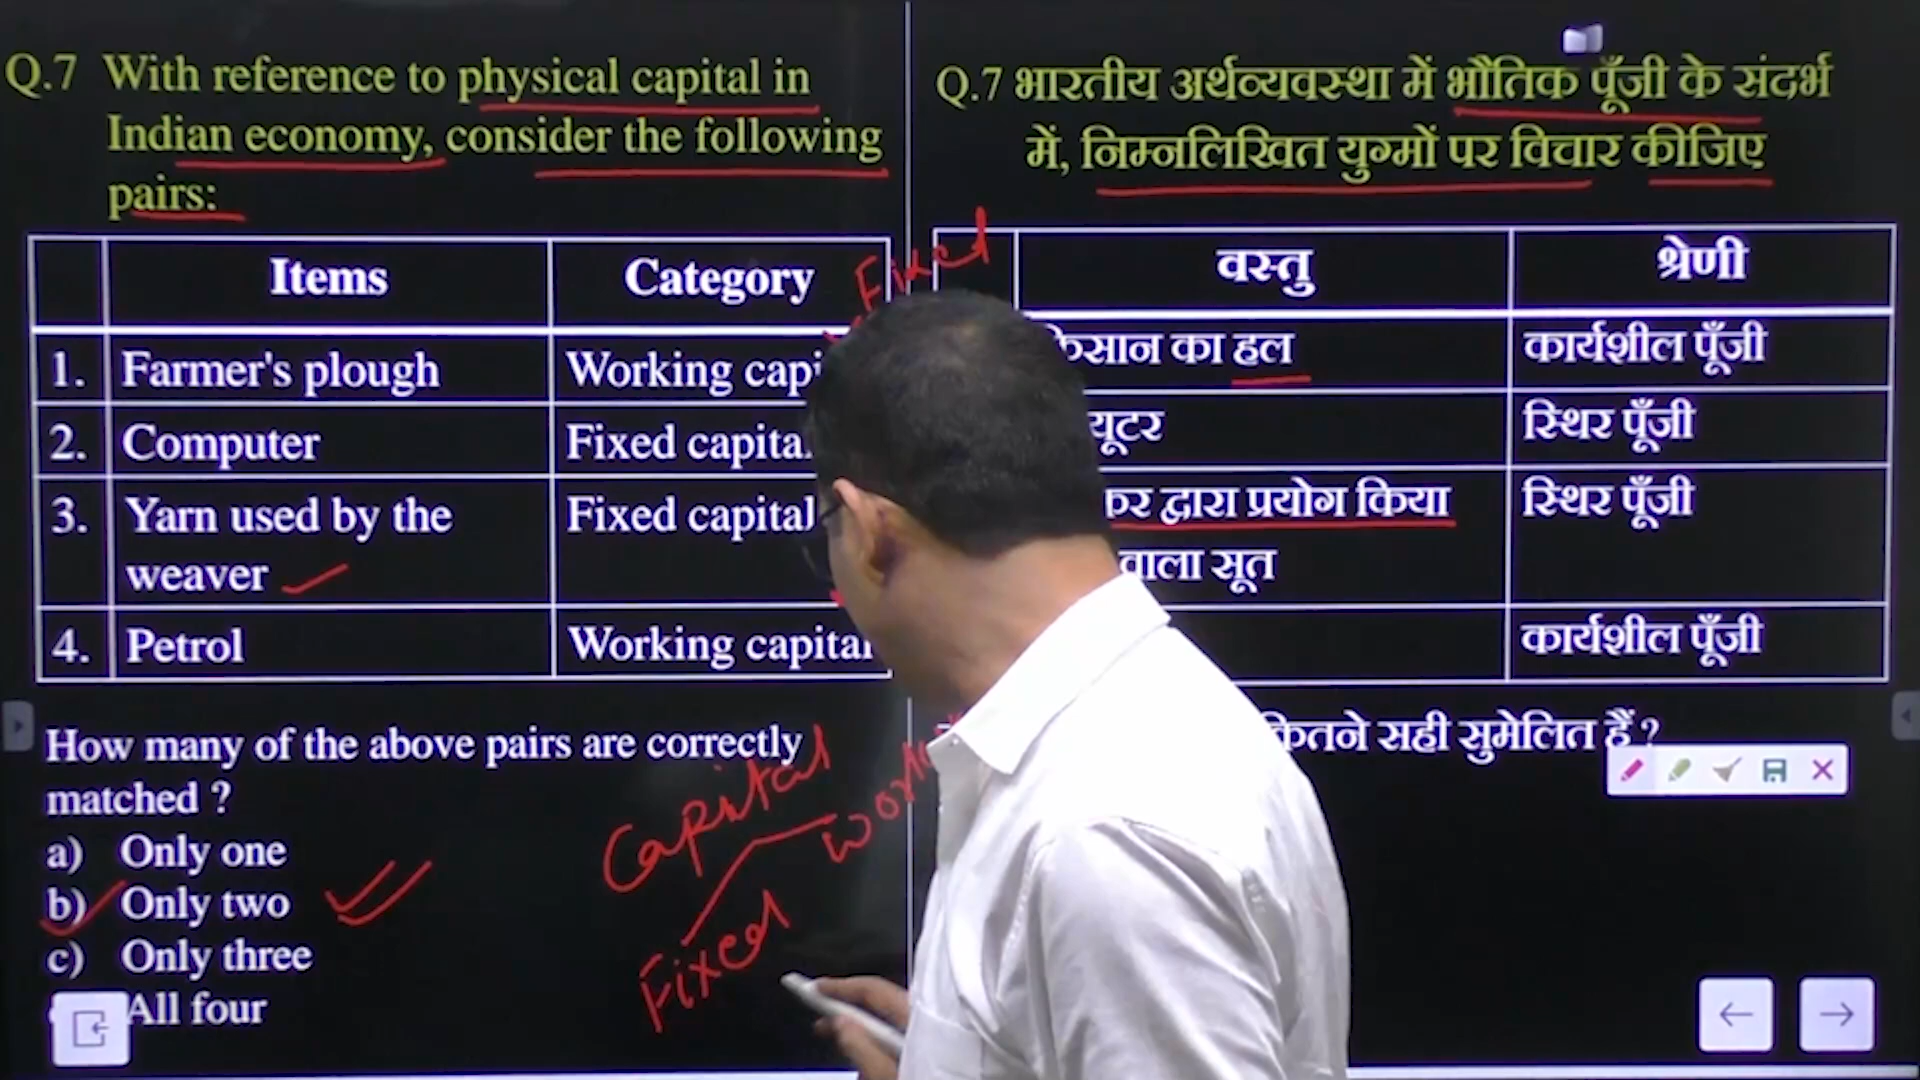 Q.7 With reference to physical capital in
Indian economy, consider the following
pairs:
Items Category
1. Farmer's plough Working
2. Computer Fixed
3. Yarn used by the Fixed capital
weaver
4. Petrol Working capital
How many of the above pairs are correctly
matched ?
a) Only one
b) Only two
c) Only three
All four
Capital
Fixed
Fixed
Q.7 भारतीय अर्थव्यवस्था में भौतिक पूँजी के संदर्भ
में, निम्नलिखित युग्मों पर विचार कीजिए
वस्तु श्रेणी
का हल कार्यशील पूँजी
स्थिर पूँजी
द्वारा प्रयोग किया स्थिर पूँजी
वाला सूत
कार्यशील पूँजी
कितने सही सुमेलित हैं ?